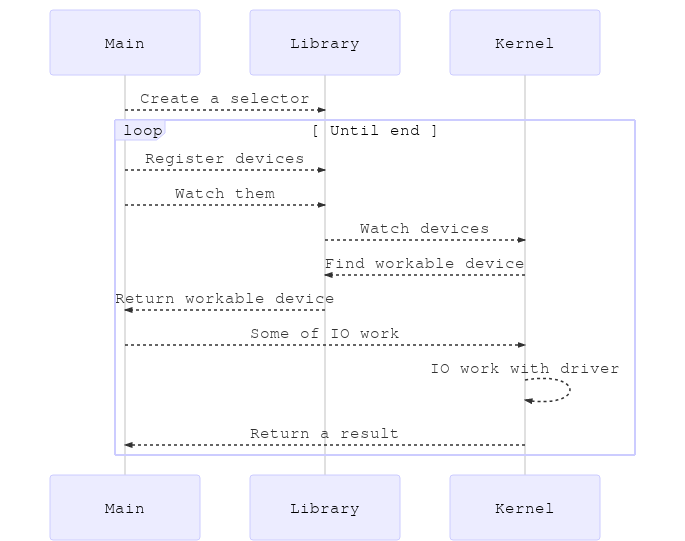 Main
Library
Kernel
Create a selector
loop
[ Until end ]
Register devices
Watch them
Watch devices
Find workable device
Return workable device
Some of IO work
IO work with driver
Return a result
Main
Library
Kernel